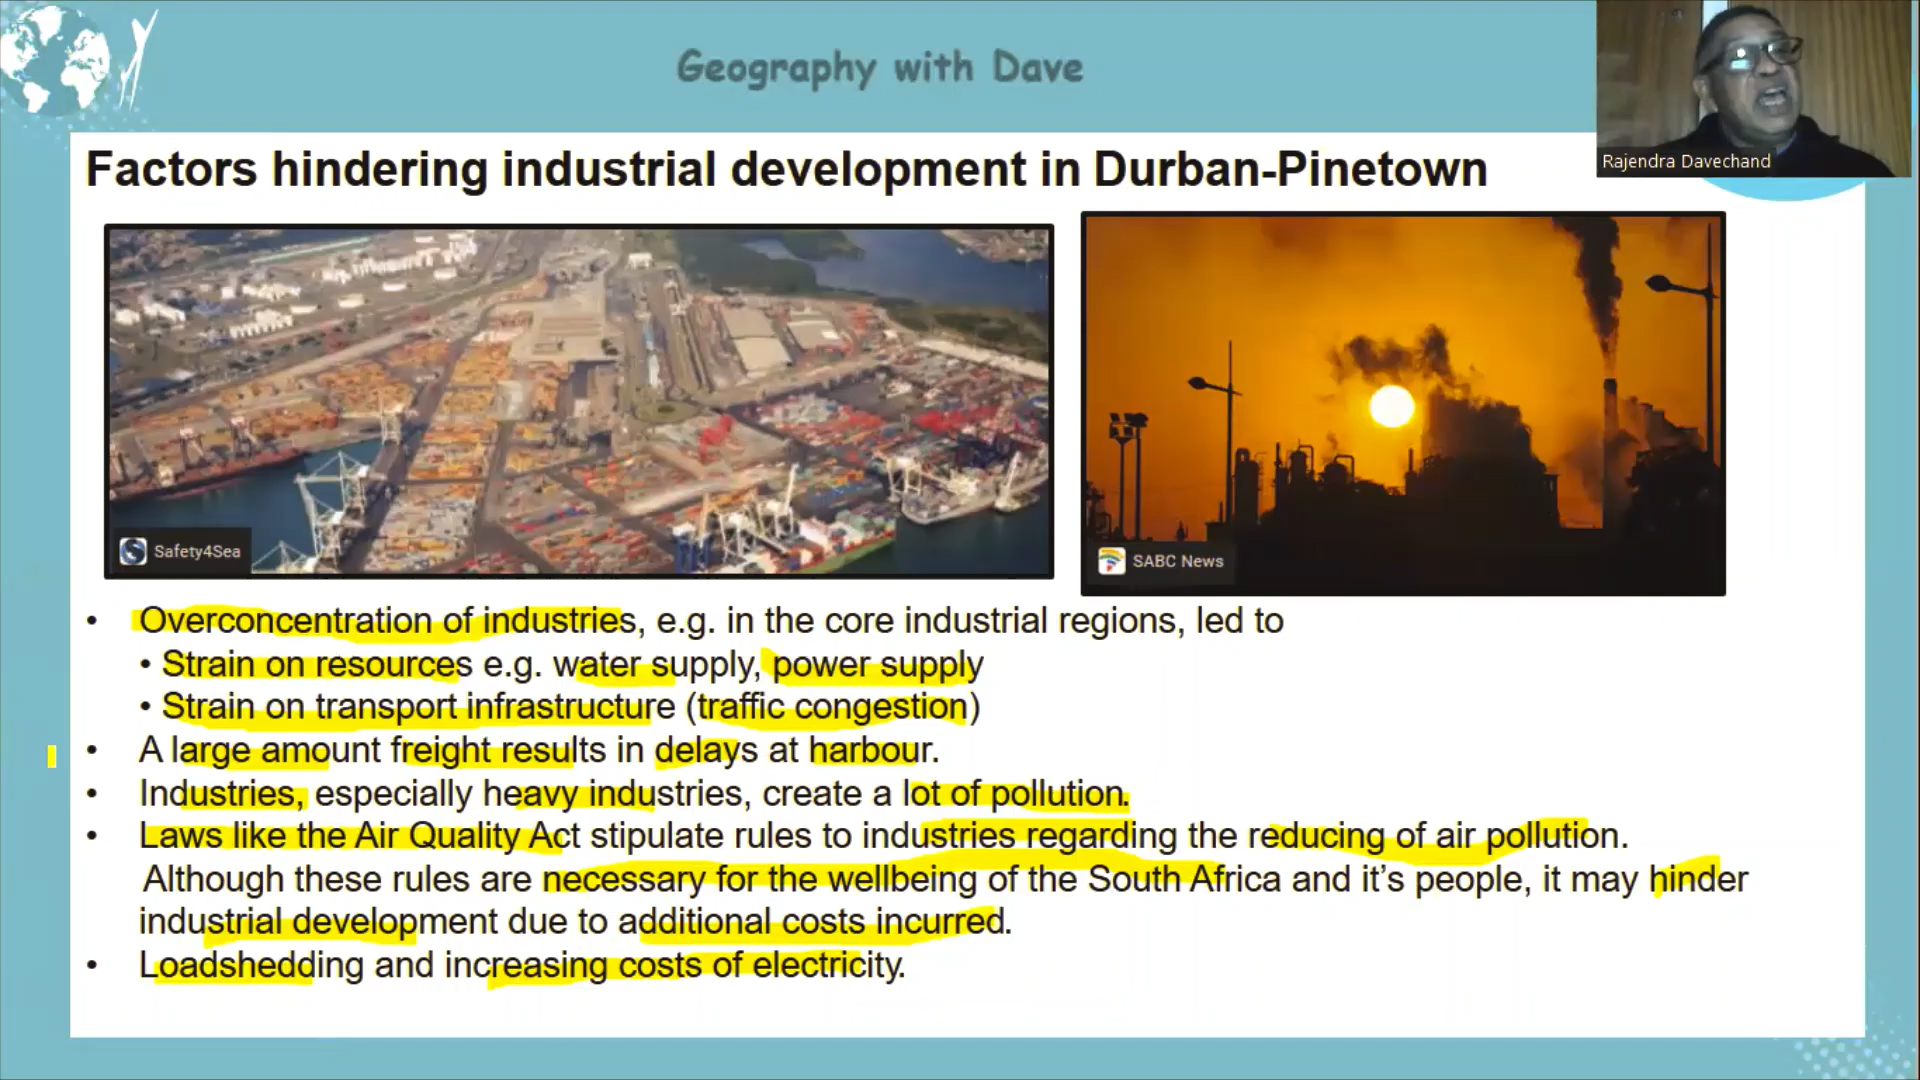 Geography with Dave
Rajendra Davechand
Factors hindering industrial development in Durban-Pinetown
Safety4Sea
SABC News
• Overconcentration of industries, e.g. in the core industrial regions, led to
• Strain on resources e.g. water supply, power supply
• Strain on transport infrastructure (traffic congestion)
• A large amount freight results in delays at harbour.
• Industries, especially heavy industries, create a lot of pollution.
• Laws like the Air Quality Act stipulate rules to industries regarding the reducing of air pollution.
Although these rules are necessary for the wellbeing of the South Africa and it's people, it may hinder
industrial development due to additional costs incurred.
• Loadshedding and increasing costs of electricity.